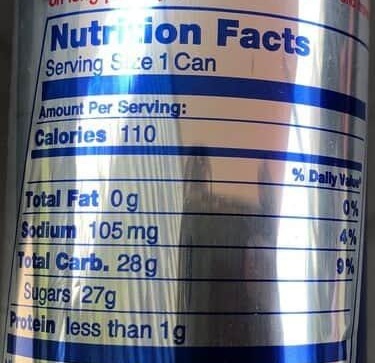 Nutrition Facts
Serving Size 1 Can
Amount Per Serving:
Calories 110
% Daily Value*
Total Fat 0g 0%
Sodium 105mg 4%
Total Carb. 28g 9%
Sugars 27g
Protein less than 1g